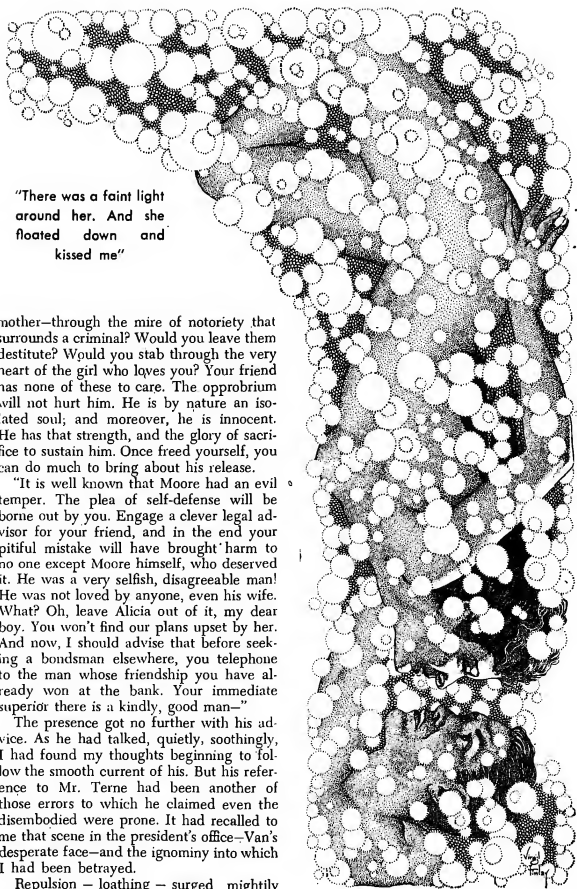 "There was a faint light
around her. And she
floated down and
kissed me"
mother—through the mire of notoriety that
surrounds a criminal? Would you leave them
destitute? Would you stab through the very
heart of the girl who loves you? Your friend
has none of these to care. The opprobrium
will not hurt him. He is by nature an iso-
lated soul; and moreover, he is innocent.
He has that strength, and the glory of sacri-
fice to sustain him. Once freed yourself, you
can do much to bring about his release.
"It is well known that Moore had an evil
temper. The plea of self-defense will be
borne out by you. Engage a clever legal ad-
visor for your friend, and in the end your
pitiful mistake will have brought harm to
no one except Moore himself, who deserved
it. He was a very selfish, disagreeable man!
He was not loved by anyone, even his wife.
What? Oh, leave Alicia out of it, my dear
boy. You won't find our plans upset by her.
And now, I should advise that before seek-
ing a bondsman elsewhere, you telephone
to the man whose friendship you have al-
ready won at the bank. Your immediate
superior there is a kindly, good man—"
The presence got no further with his ad-
vice. As he had talked, quietly, soothingly,
I had found my thoughts beginning to fol-
low the smooth current of his. But his refer-
ence to Mr. Terne had been another of
those errors to which he claimed even the
disembodied were prone. It had recalled to
me that scene in the president's office—Van's
desperate face—and the ignominy into which
I had been betrayed.
Repulsion — loathing — surged mightily